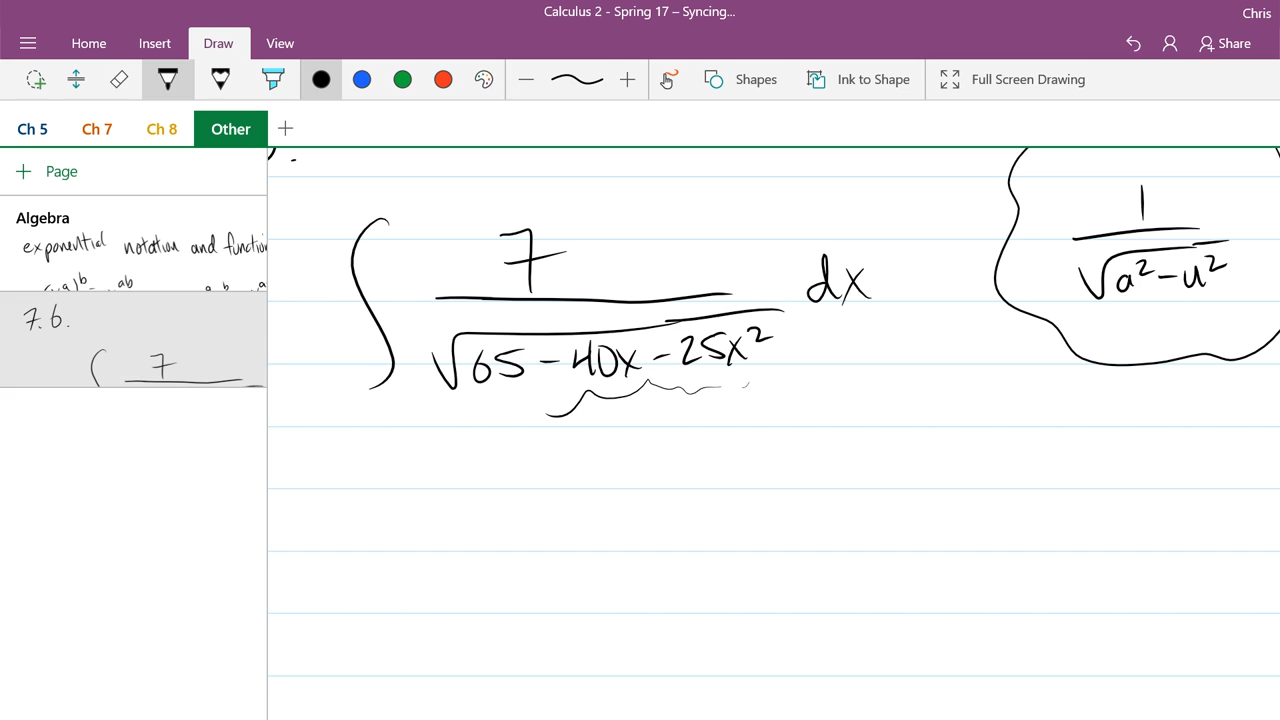 Calculus 2 - Spring 17 – Syncing...
Chris
Home Insert Draw View
Share
Shapes Ink to Shape Full Screen Drawing
Ch 5 Ch 7 Ch 8 Other
Page
Algebra
exponential notation and functio
7.6.
∫ 7
∫ 7 / √(65 - 40x - 25x²) dx
1 / √(a² - u²)